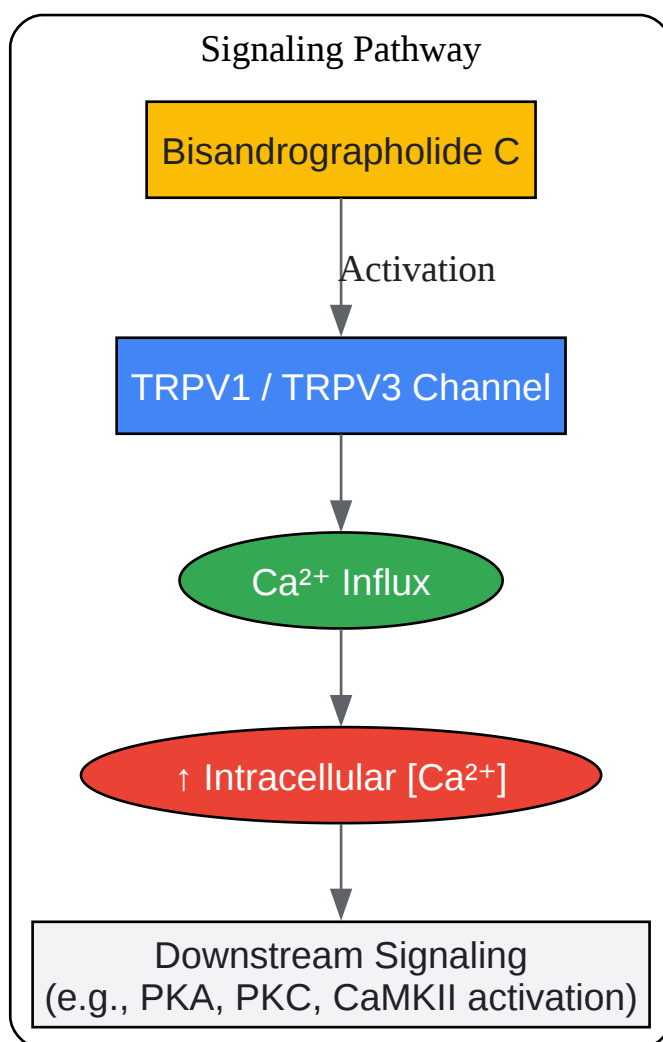 Signaling Pathway
Bisandrographolide C
Activation
TRPV1 / TRPV3 Channel
Ca²⁺ Influx
↑ Intracellular [Ca²⁺]
Downstream Signaling
(e.g., PKA, PKC, CaMKII activation)